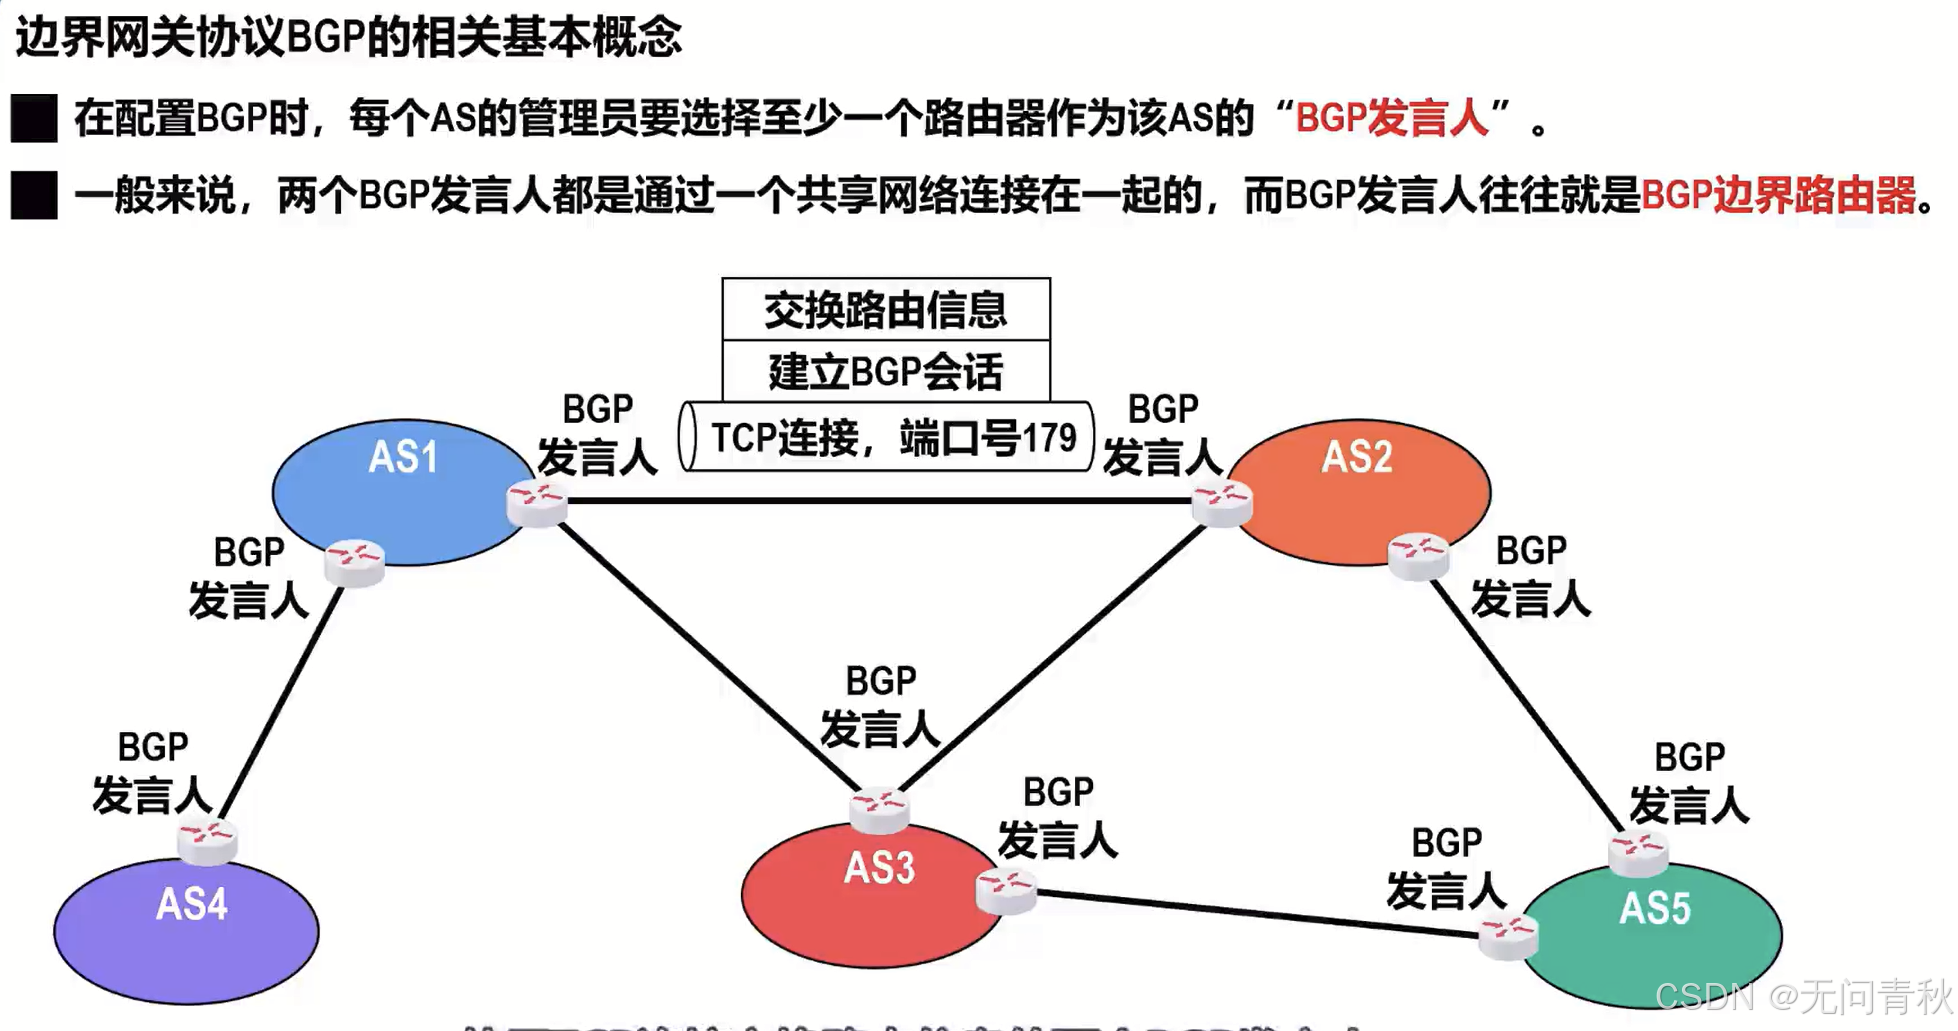 边界网关协议BGP的相关基本概念
在配置BGP时，每个AS的管理员要选择至少一个路由器作为该AS的“BGP发言人”。
一般来说，两个BGP发言人都是通过一个共享网络连接在一起的，而BGP发言人往往就是BGP边界路由器。
交换路由信息
建立BGP会话
TCP连接，端口号179
BGP
发言人
BGP
发言人
AS1
AS2
BGP
发言人
BGP
发言人
BGP
发言人
BGP
发言人
BGP
发言人
BGP
发言人
BGP
发言人
AS4
AS3
AS5
CSDN @无问青秋